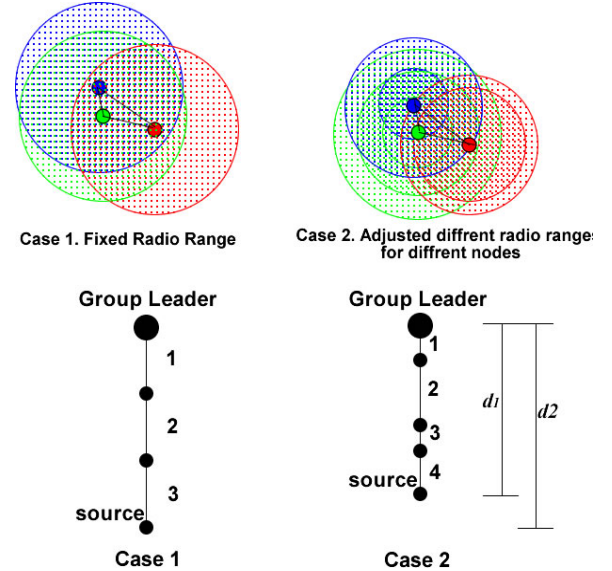 Case 1. Fixed Radio Range
Case 2. Adjusted diffrent radio ranges
for diffrent nodes
Group Leader
1
2
3
source
Case 1
Group Leader
1
2
3
4
source
Case 2
d1
d2